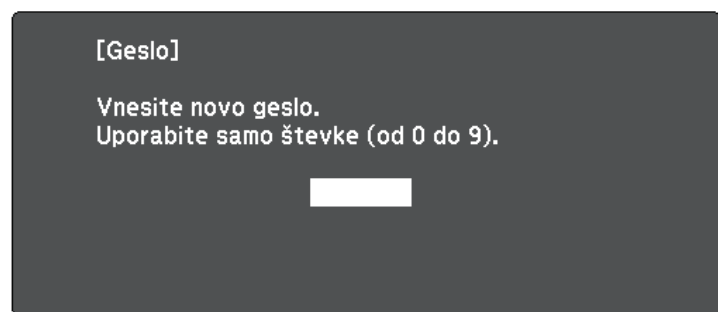 [Geslo]
Vnesite novo geslo.
Uporabite samo števke (od 0 do 9).